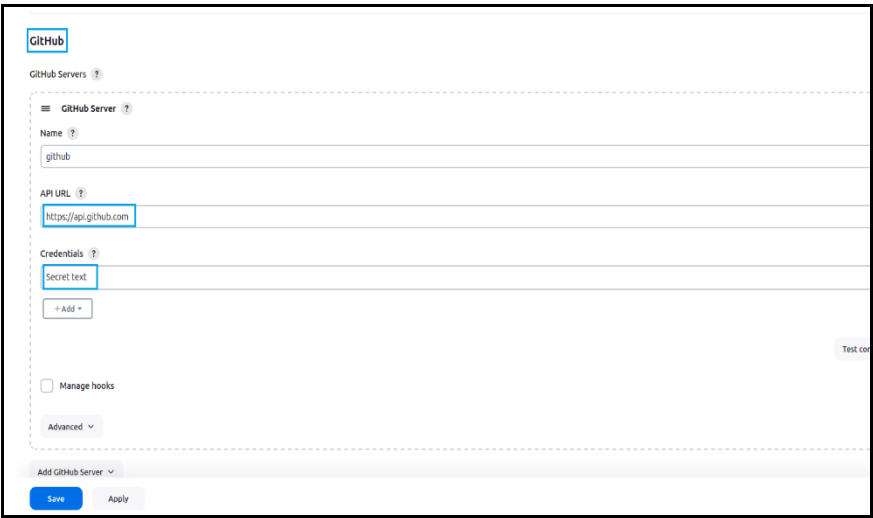 GitHub
GitHub Servers ?
GitHub Server ?
Name ?
github
API URL ?
https://api.github.com
Credentials ?
Secret text
+ Add
Test con
Manage hooks
Advanced
Add GitHub Server
Save Apply